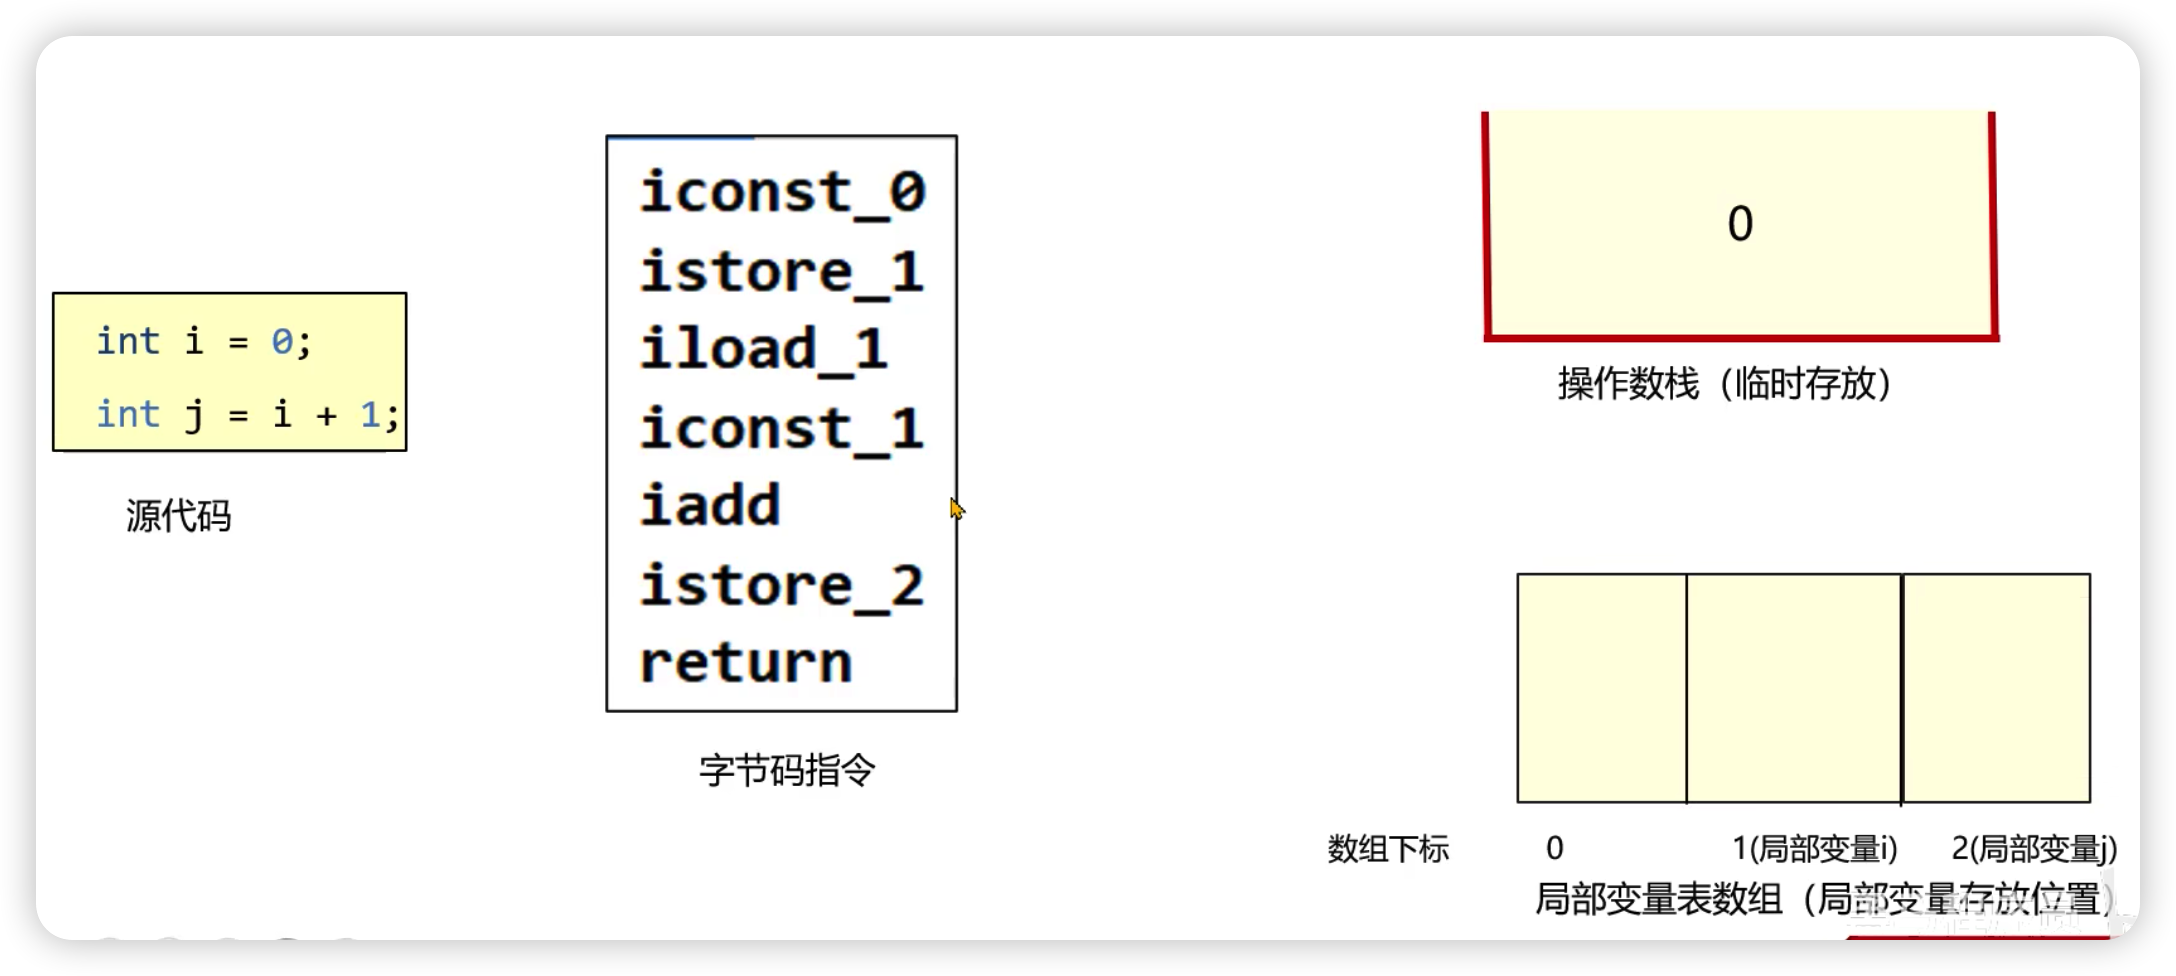 int i = 0;
int j = i + 1;
源代码
iconst_0
istore_1
iload_1
iconst_1
iadd
istore_2
return
字节码指令
0
操作数栈（临时存放）
数组下标 0 1(局部变量i) 2(局部变量j)
局部变量表数组（局部变量存放位置）